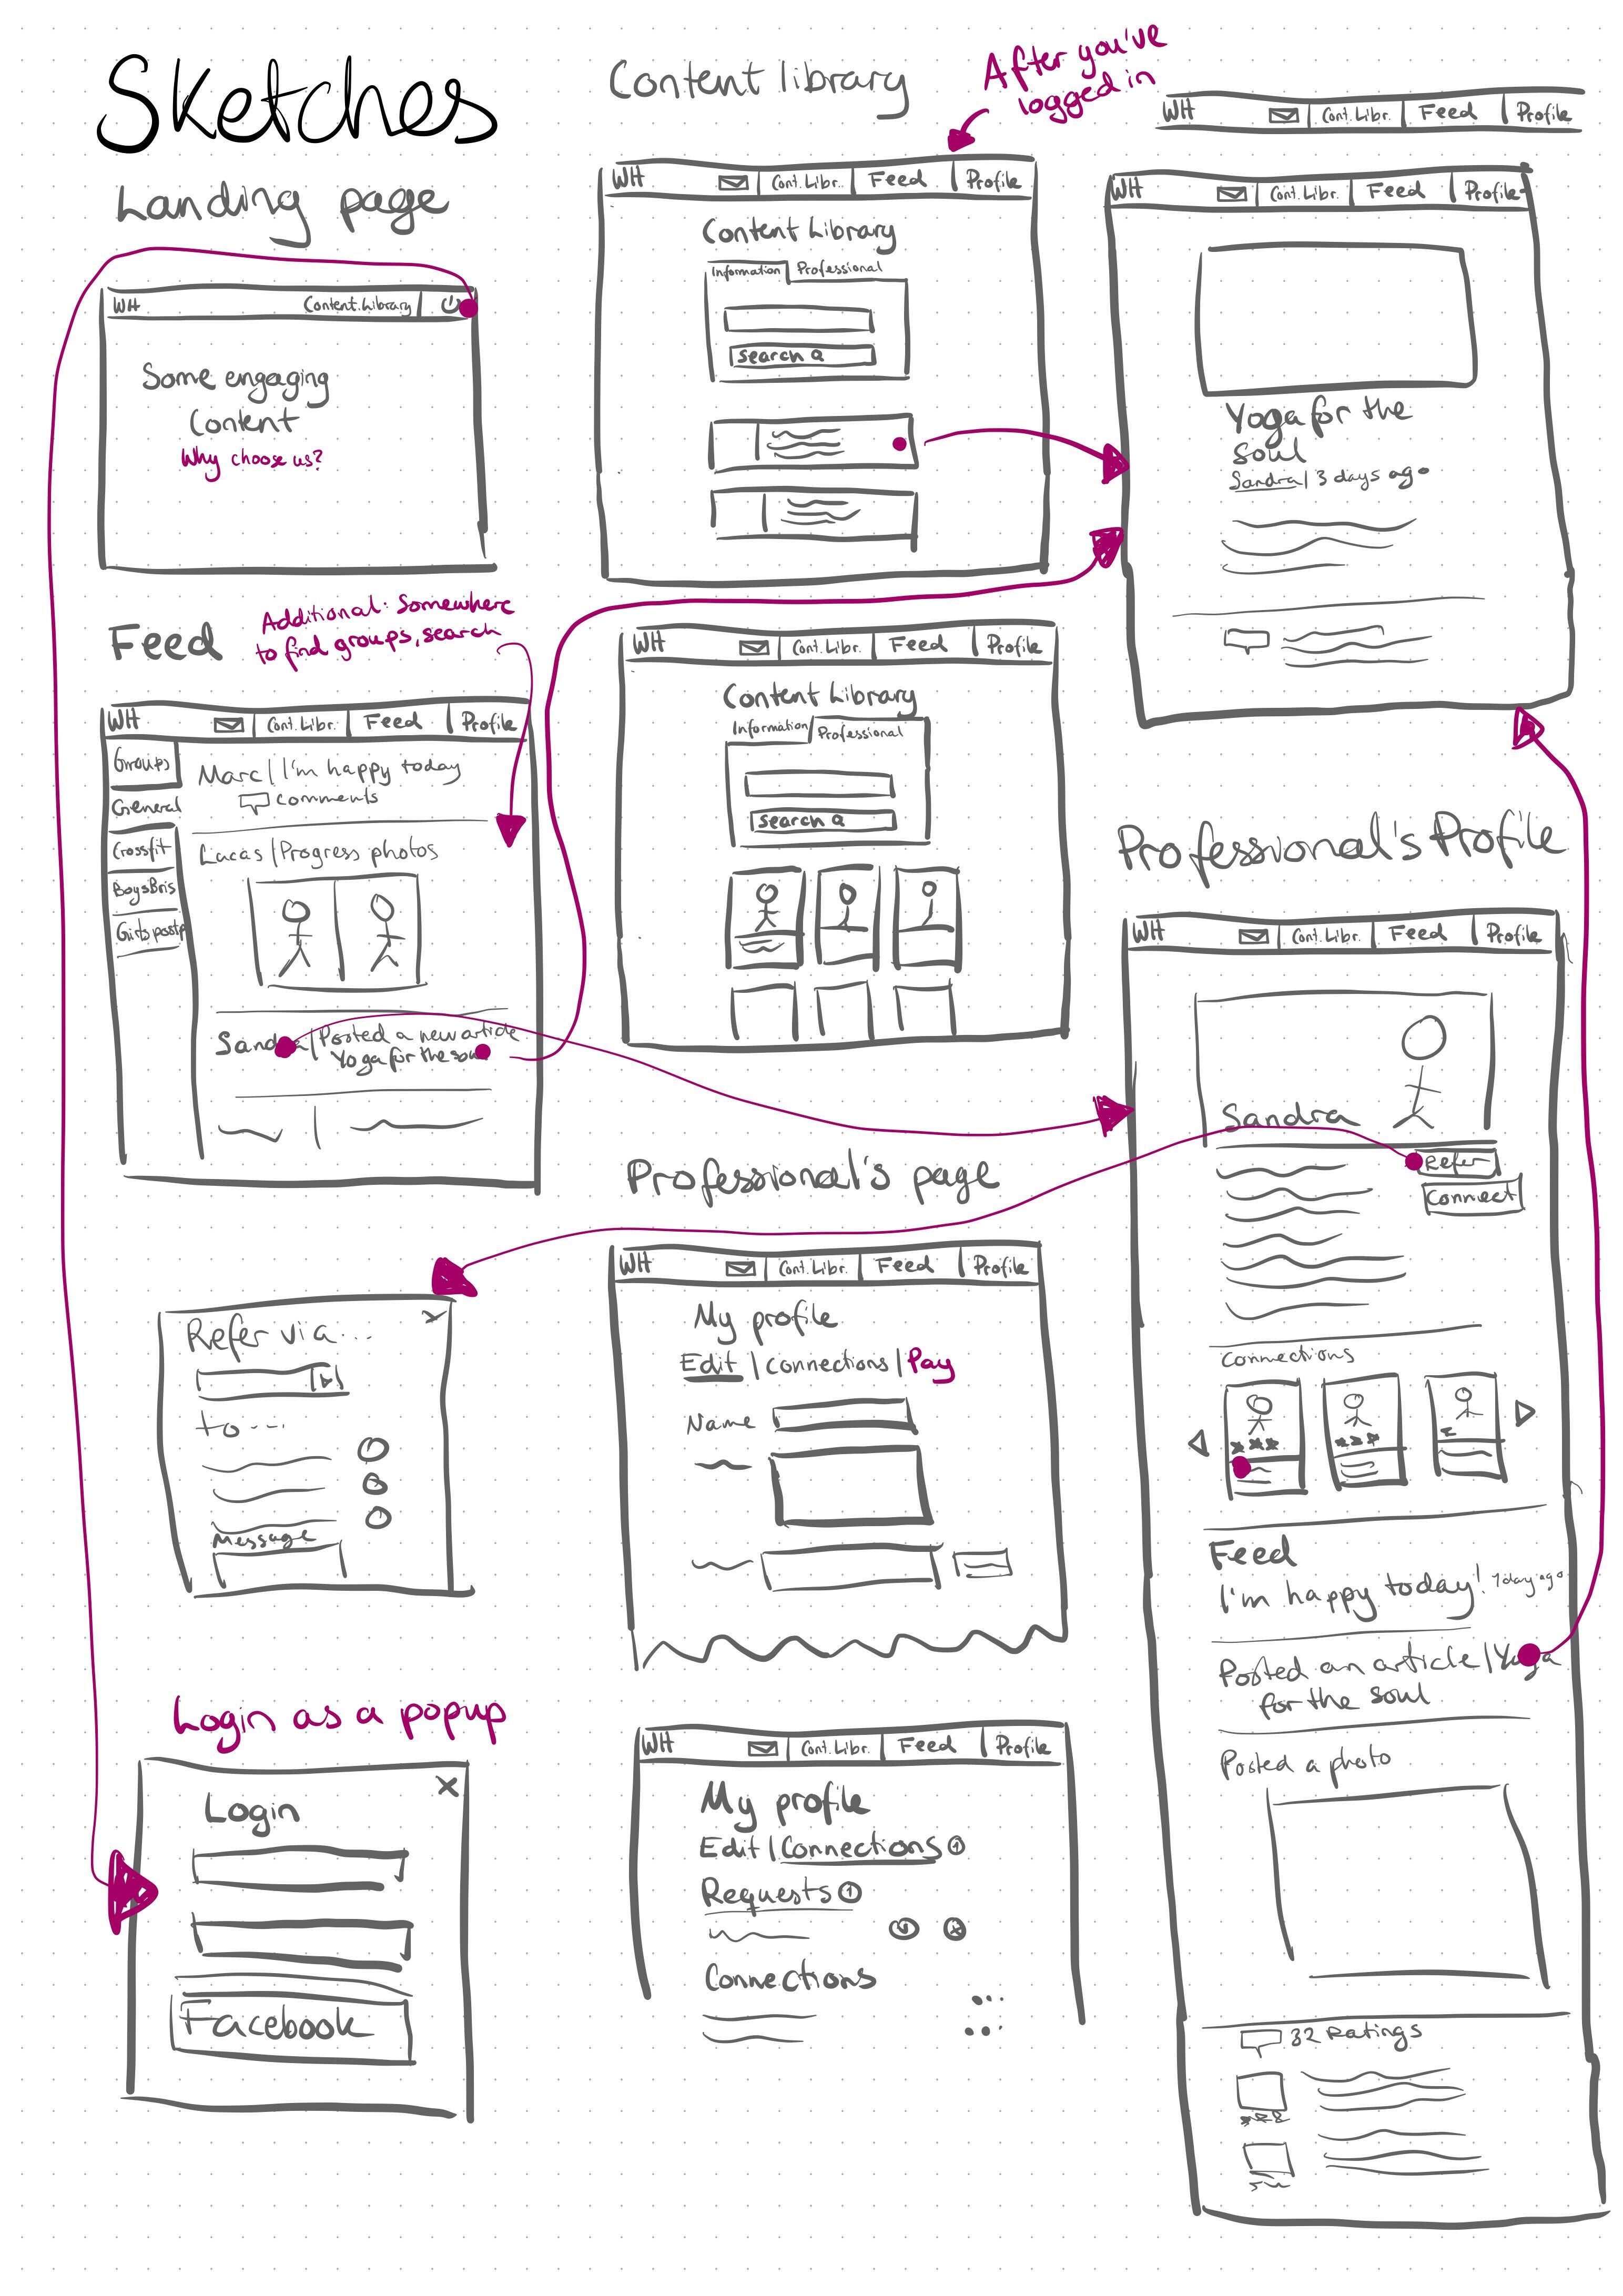 Sketches
Landing page
WH Content.Library
Some engaging
Content
Why choose us?
Content library
After you've
logged in
WH Cont.Libr. Feed Profile
Content Library
Information Professional
Search
WH Cont.Libr. Feed Profile
WH Cont.Libr. Feed Profile
Yoga for the
Soul
Sandra | 3 days ago
Feed
Additional: Somewhere
to find groups, search
WH Cont.Libr. Feed Profile
Groups
General
Crossfit
BoysBris
Girls postp
Marc | I'm happy today
comments
Lucas | Progress photos
Sandra | Posted a new article
Yoga for the soul
WH Cont.Libr. Feed Profile
Content Library
Information Professional
Search
Professional's Profile
WH Cont.Libr. Feed Profile
Sandra
Refer
Connect
Connections
Feed
I'm happy today! 1 day ago
Posted an article | Yoga
for the soul
Posted a photo
32 Ratings
Professional's page
WH Cont.Libr. Feed Profile
My profile
Edit | Connections | Pay
Name
WH Cont.Libr. Feed Profile
My profile
Edit | Connections 1
Requests 1
Connections
Refer via...
to...
Message
Login as a popup
Login
X
Facebook